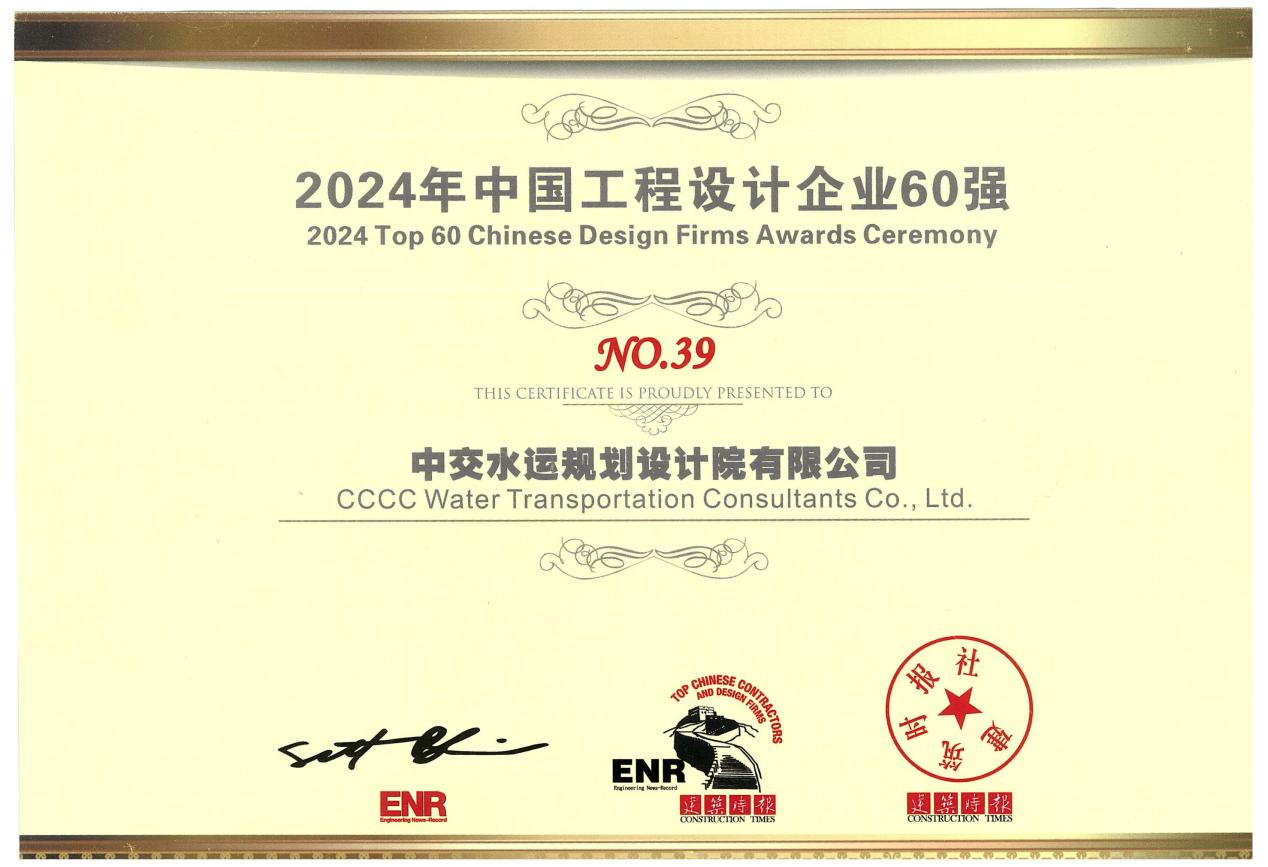 2024年中国工程设计企业60强
2024 Top 60 Chinese Design Firms Awards Ceremony
NO.39
THIS CERTIFICATE IS PROUDLY PRESENTED TO
中交水运规划设计院有限公司
CCCC Water Transportation Consultants Co., Ltd.
ENR
Engineering News-Record
TOP CHINESE CONTRACTORS
AND DESIGN FIRMS
ENR
Engineering News-Record
建筑时报
CONSTRUCTION TIMES
建筑时报社
建筑时报
CONSTRUCTION TIMES